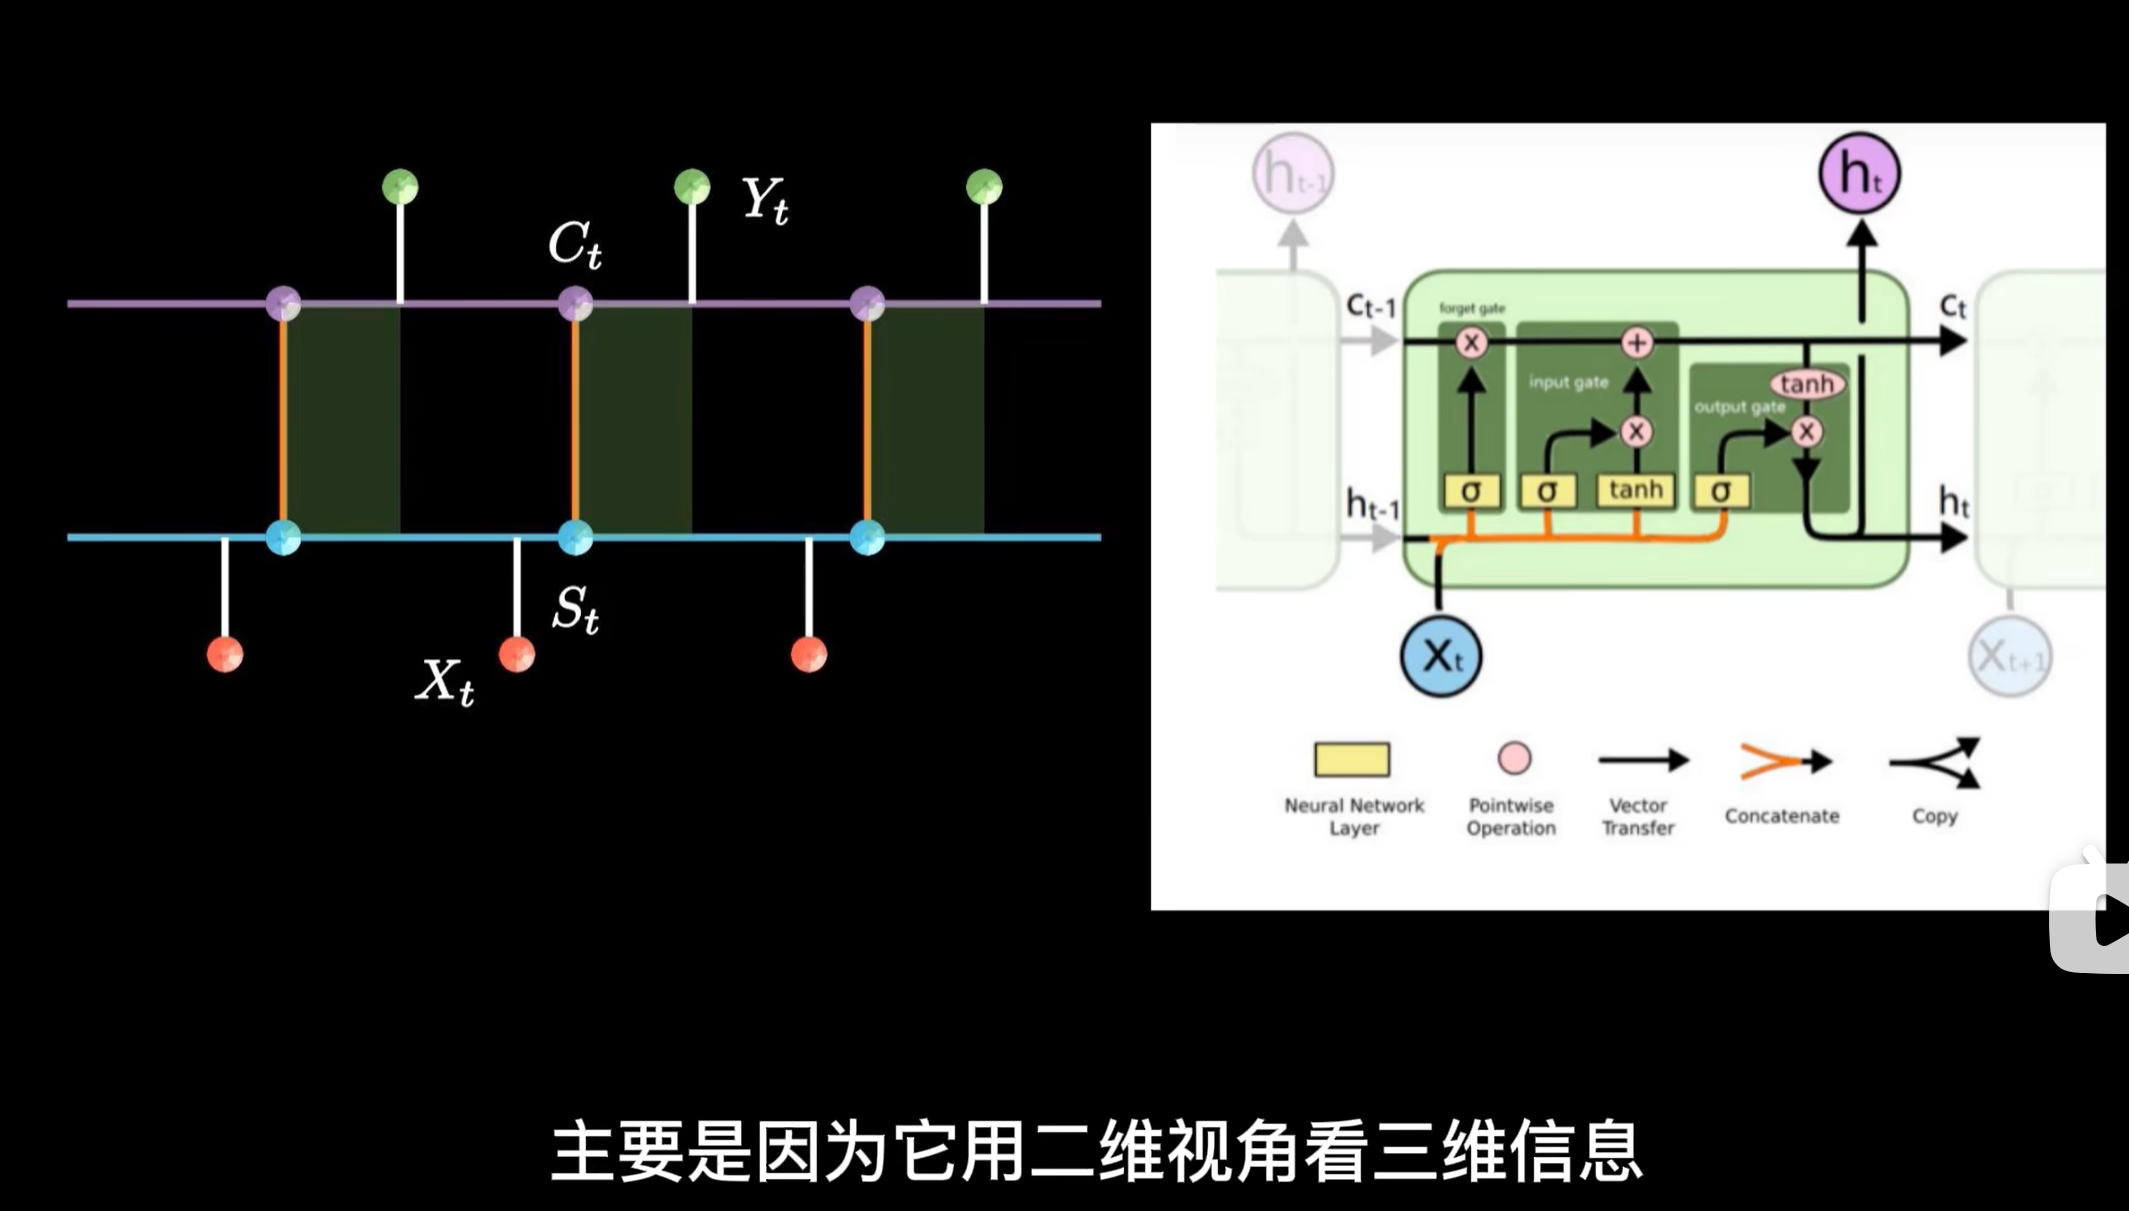 Y_t
C_t
S_t
X_t
h_{t-1}
h_t
C_{t-1}
forget gate
C_t
x
+
input gate
tanh
output gate
x
x
h_{t-1}
σ
σ
tanh
σ
h_t
X_t
X_{t+1}
Neural Network
Layer
Pointwise
Operation
Vector
Transfer
Concatenate
Copy
主要是因为它用二维视角看三维信息